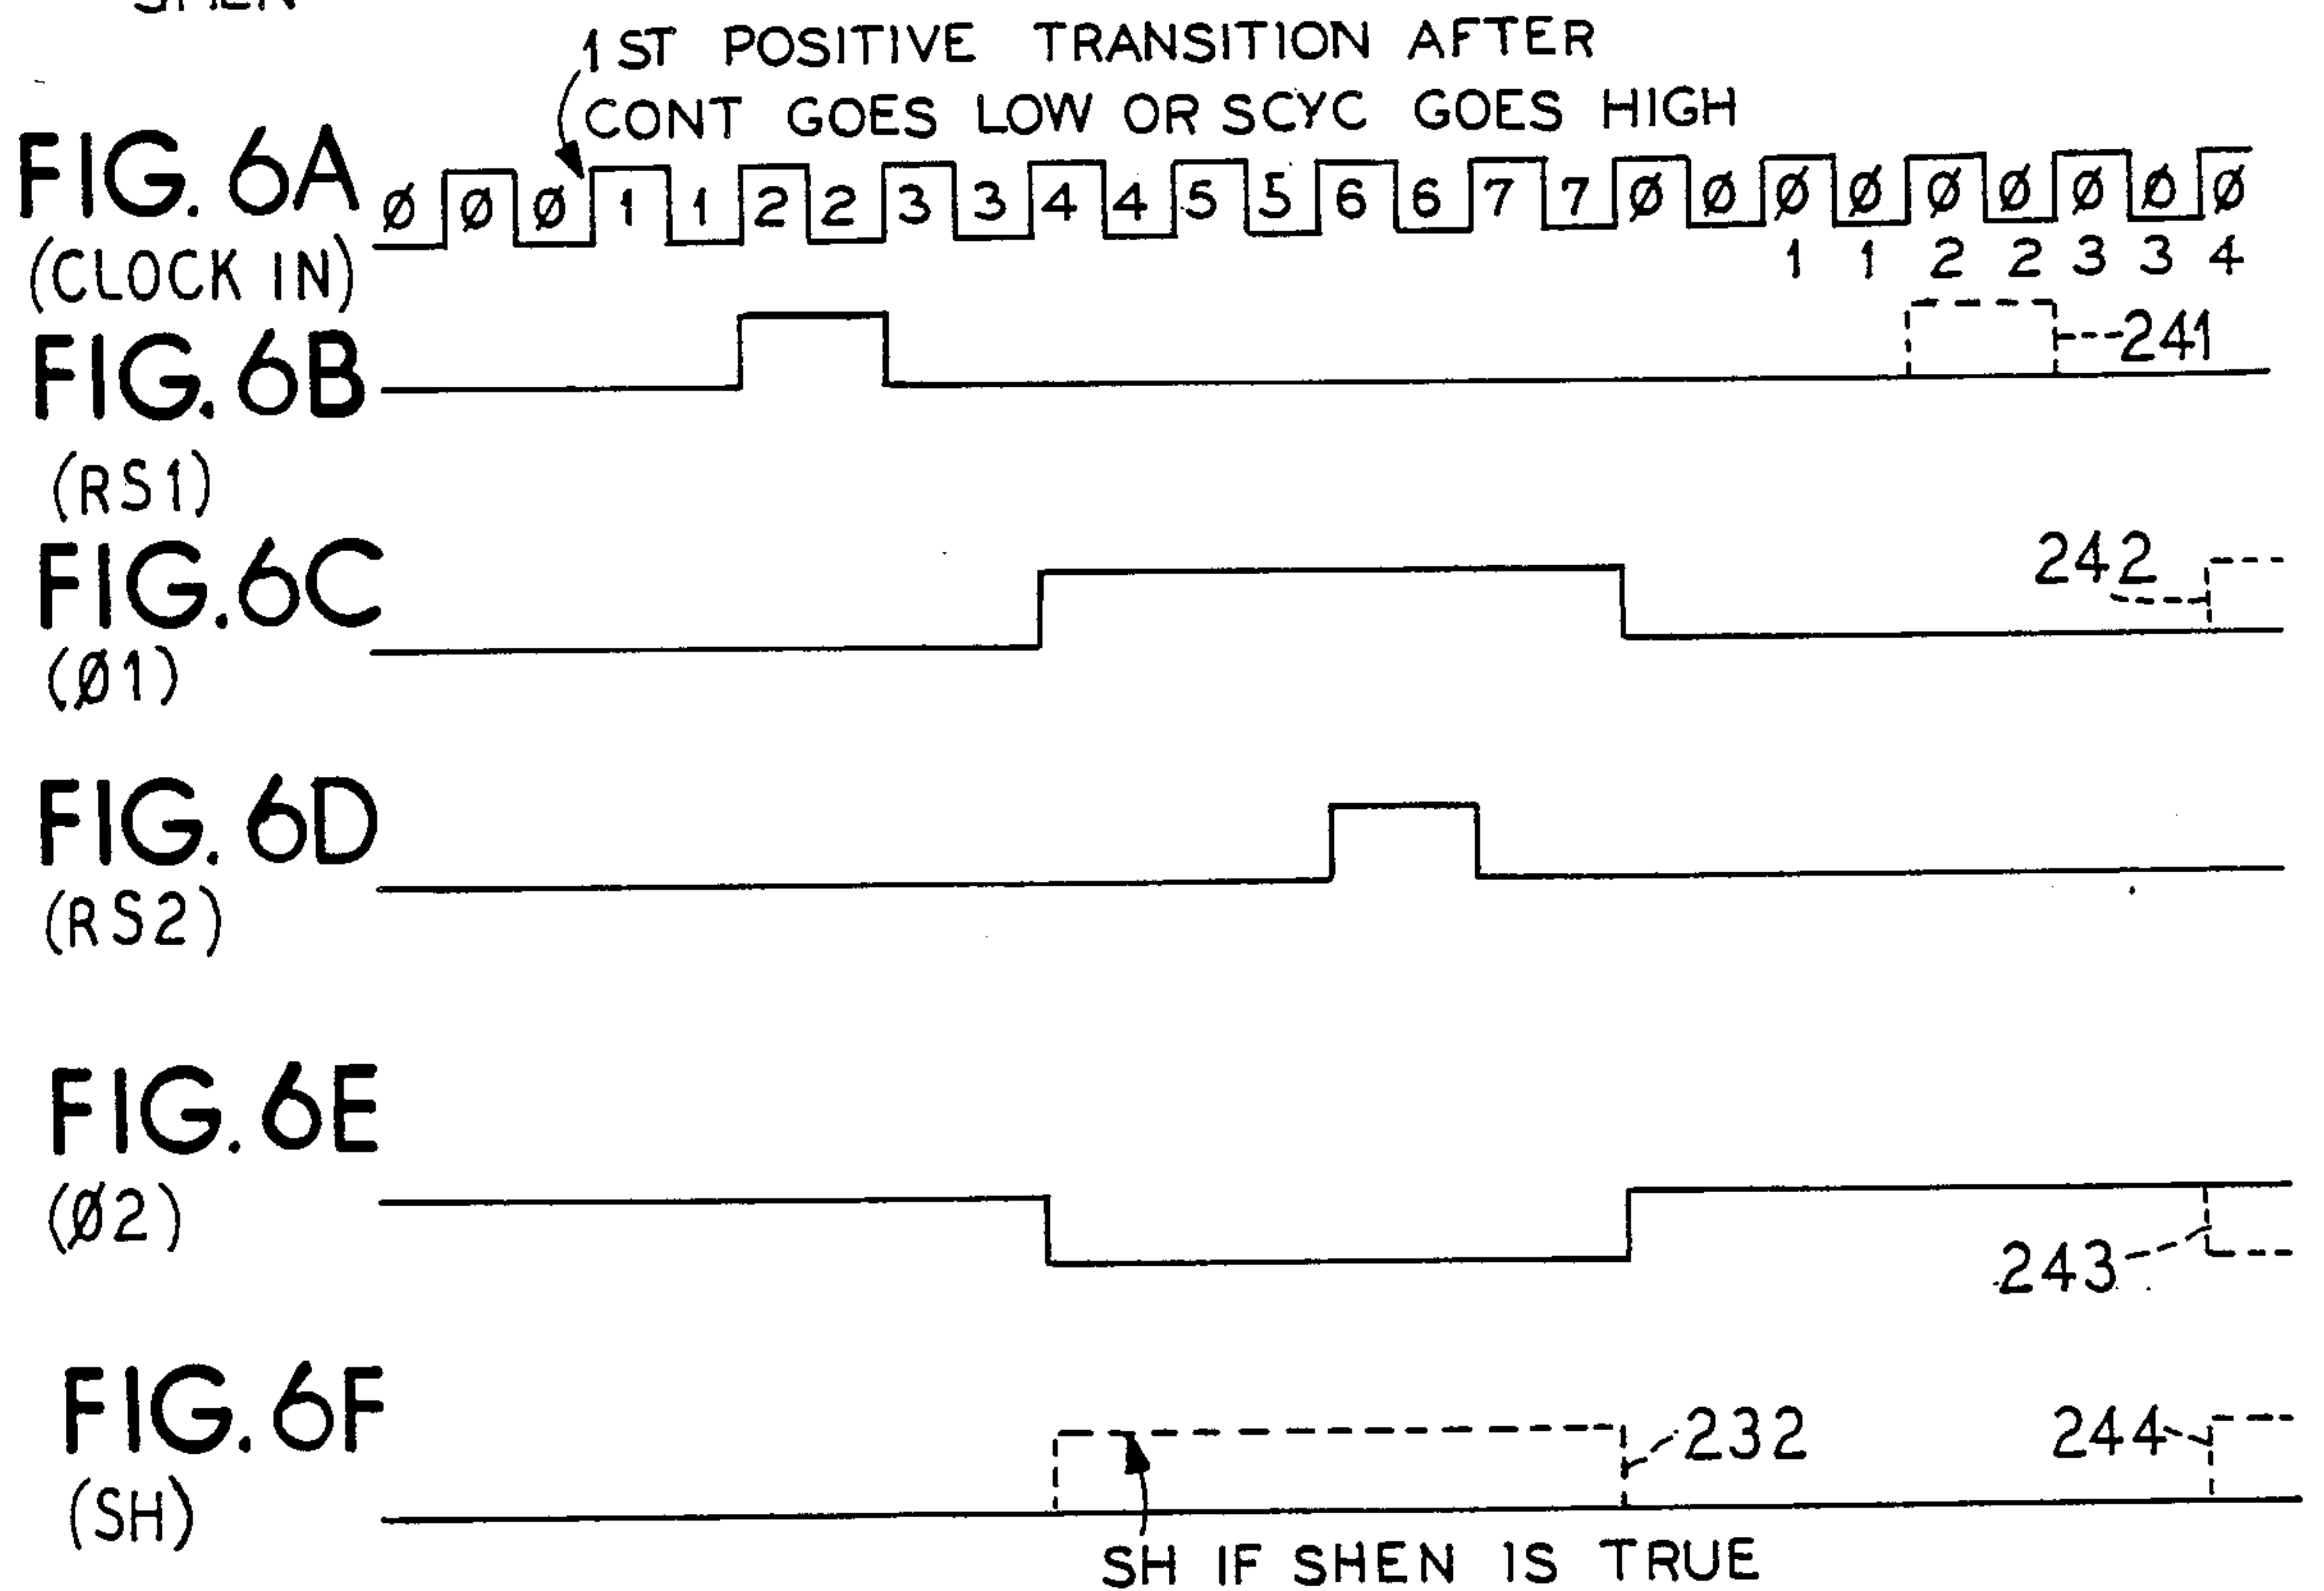 SHEN
1 ST POSITIVE TRANSITION AFTER
CONT GOES LOW OR SCYC GOES HIGH
FIG. 6A
Ø Ø Ø 1 1 2 2 3 3 4 4 5 5 6 6 7 7 Ø Ø Ø Ø Ø Ø Ø Ø Ø
(CLOCK IN)
1 1 2 2 3 3 4
FIG. 6B
241
(RS1)
FIG. 6C
242
(Ø1)
FIG. 6D
(RS2)
FIG. 6E
(Ø2)
243
FIG. 6F
232
244
(SH)
SH IF SHEN IS TRUE